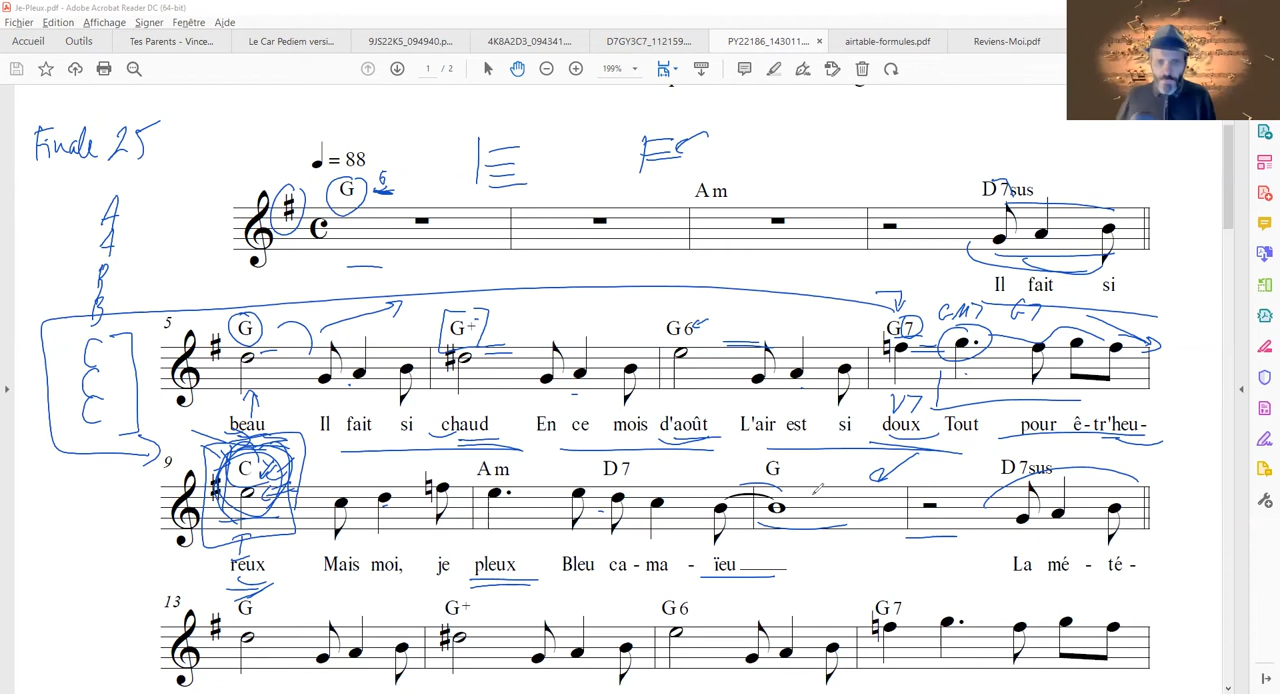 Je-Pleux.pdf - Adobe Acrobat Reader DC (64-bit)
Fichier Edition Affichage Signer Fenêtre Aide
Accueil Outils Tes Parents - Vince... Le Car Pediem versi... 9JS22K5_094940.p... 4K8A2D3_094341.... D7GY3C7_112159.... PY22186_143011.... × airtable-formules.pdf Reviens-Moi.pdf
1 / 2 199%
Finale 25
= 88
G 6 Am D7sus
A
A
B
B
C
C
C
Il fait si
GM7 G7
5 G G+ G6 G7
V7
beau Il fait si chaud En ce mois d'août L'air est si doux Tout pour ê-tr'heu-
9 C Am D7 G D7sus
reux Mais moi, je pleux Bleu ca - ma - ïeu La mé - té -
13 G G+ G6 G7